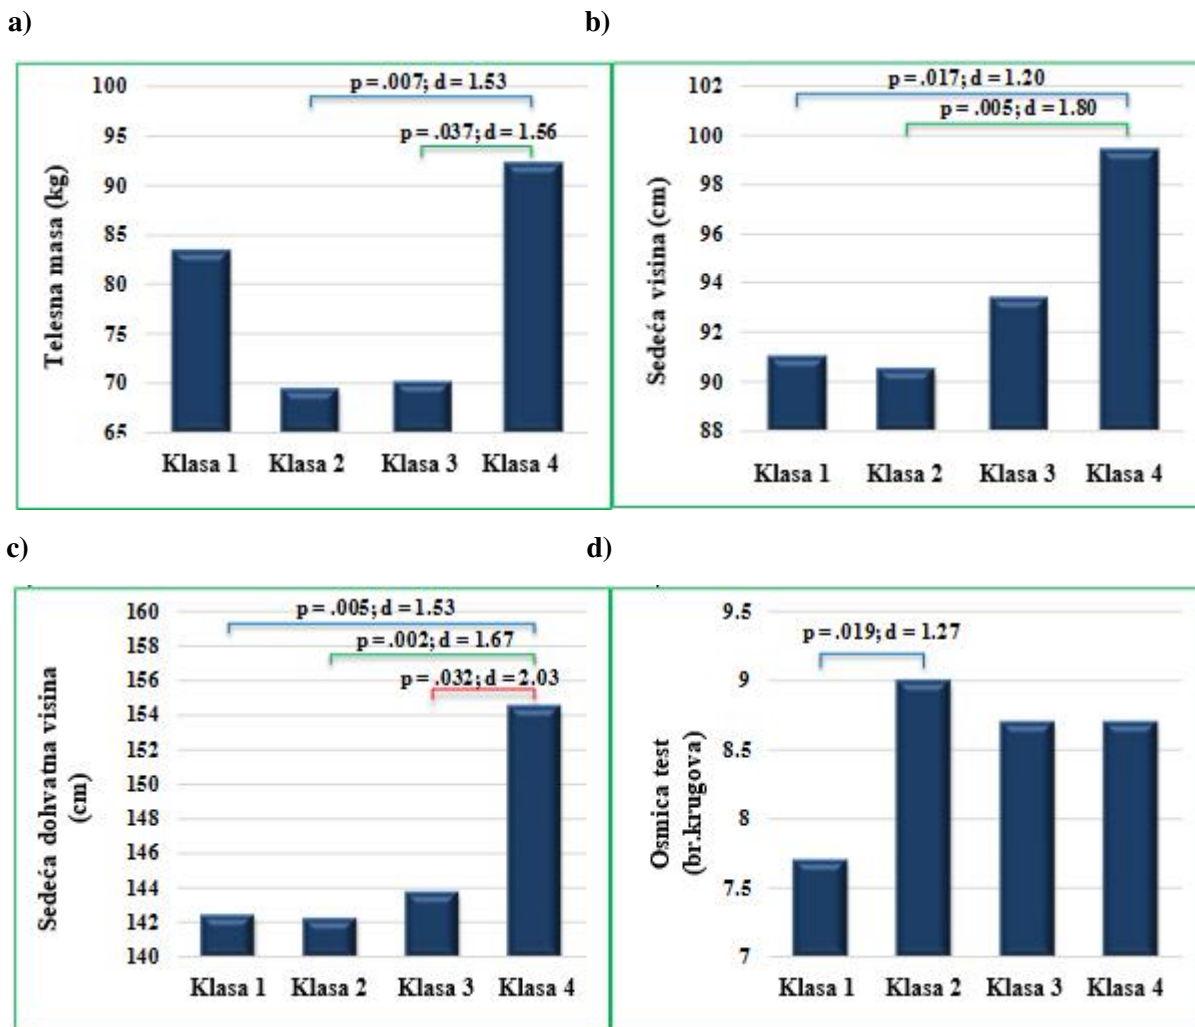 a)
p = .007; d = 1.53
p = .037; d = 1.56
Telesna masa (kg)
100
95
90
85
80
75
70
65
Klasa 1 Klasa 2 Klasa 3 Klasa 4
b)
p = .017; d = 1.20
p = .005; d = 1.80
Sedeća visina (cm)
102
100
98
96
94
92
90
88
Klasa 1 Klasa 2 Klasa 3 Klasa 4
c)
p = .005; d = 1.53
p = .002; d = 1.67
p = .032; d = 2.03
Sedeća dohvatna visina
(cm)
160
158
156
154
152
150
148
146
144
142
140
Klasa 1 Klasa 2 Klasa 3 Klasa 4
d)
p = .019; d = 1.27
Osmica test
(br.krugova)
9.5
9
8.5
8
7.5
7
Klasa 1 Klasa 2 Klasa 3 Klasa 4